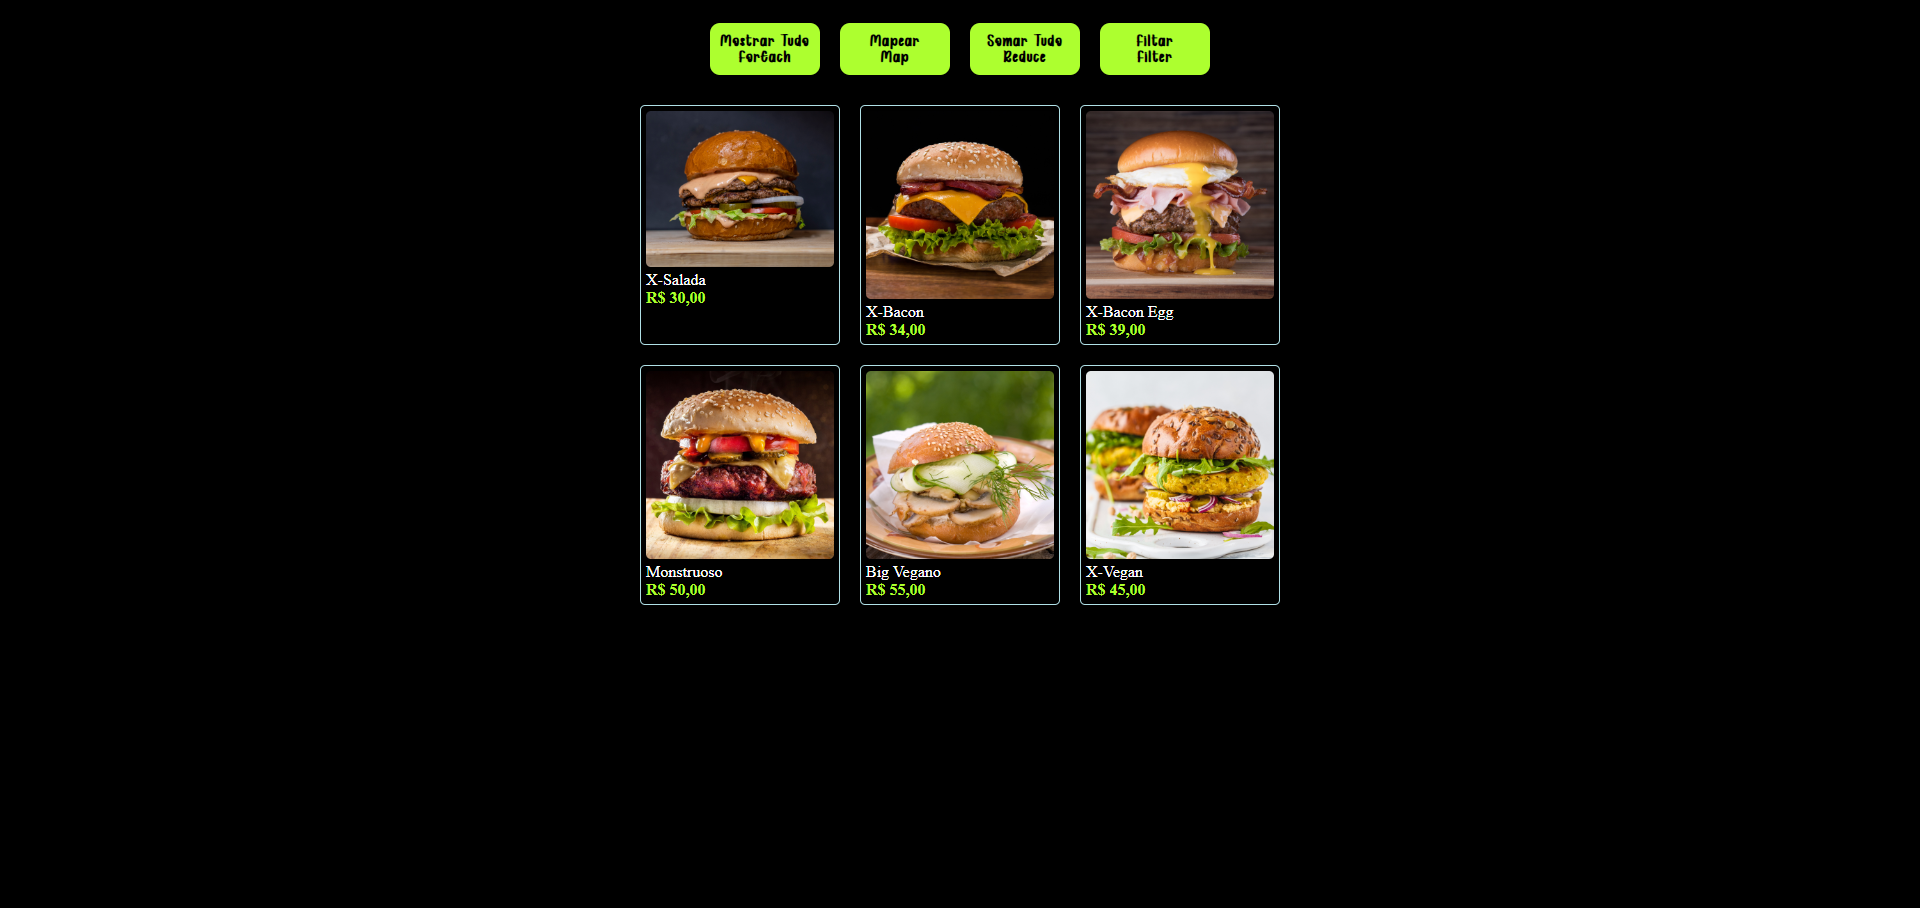 Mostrar Tudo
ForEach
Mapear
Map
Somar Tudo
Reduce
Filtar
Filter
X-Salada
R$ 30,00
X-Bacon
R$ 34,00
X-Bacon Egg
R$ 39,00
Monstruoso
R$ 50,00
Big Vegano
R$ 55,00
X-Vegan
R$ 45,00